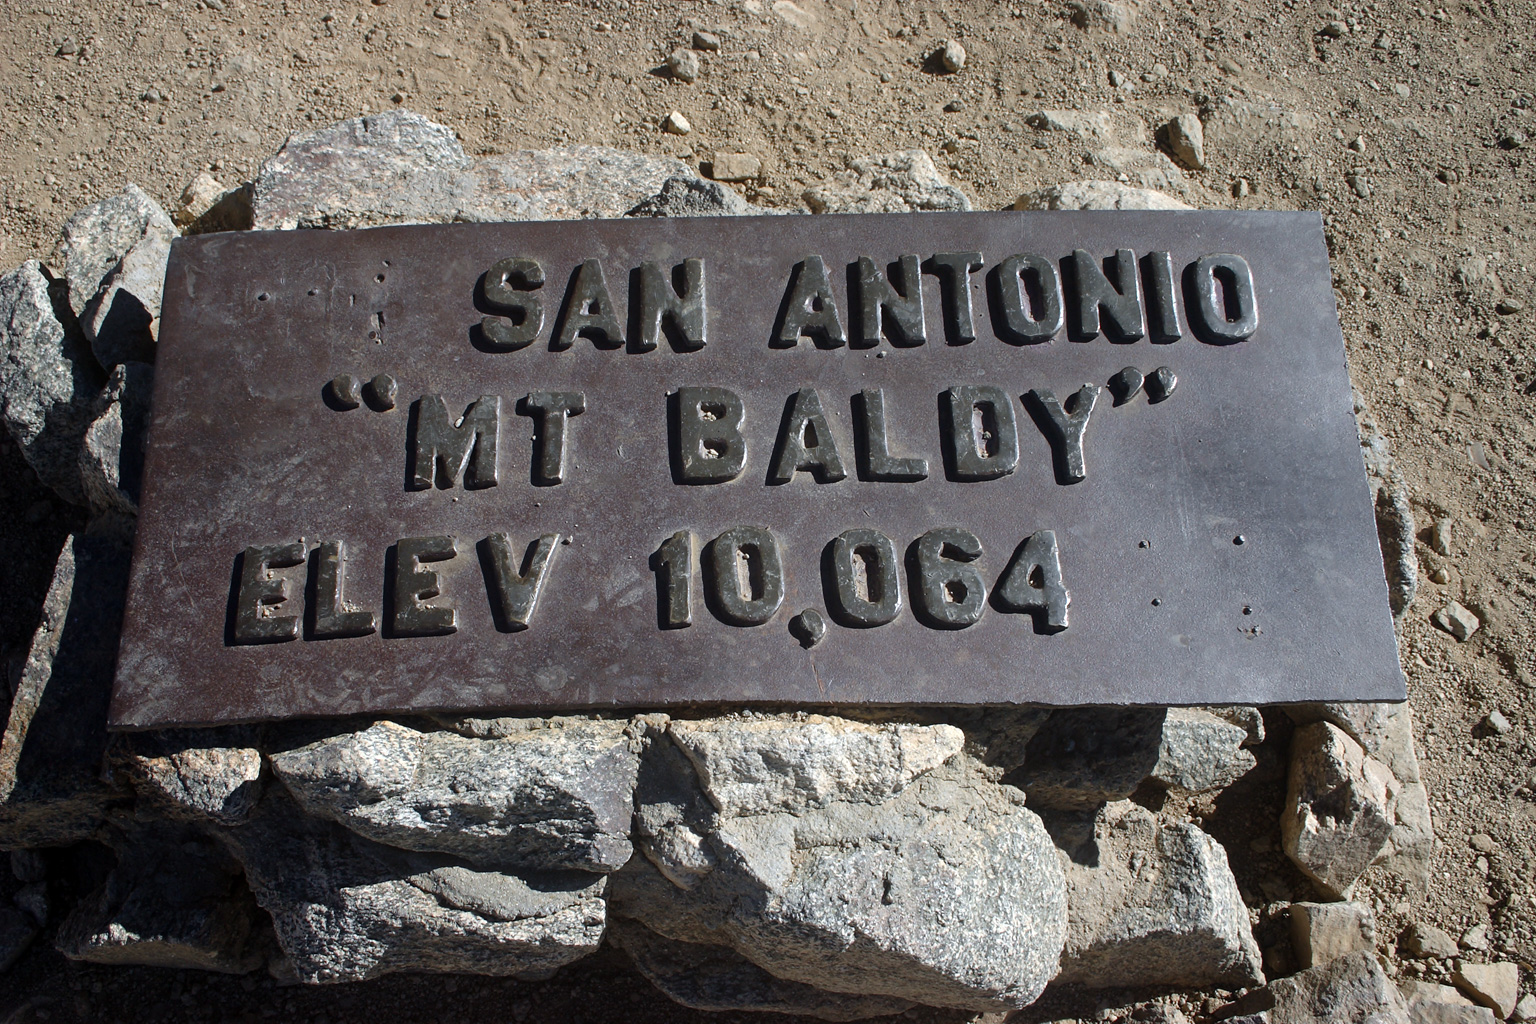 SAN ANTONIO
“MT BALDY”
ELEV 10,064